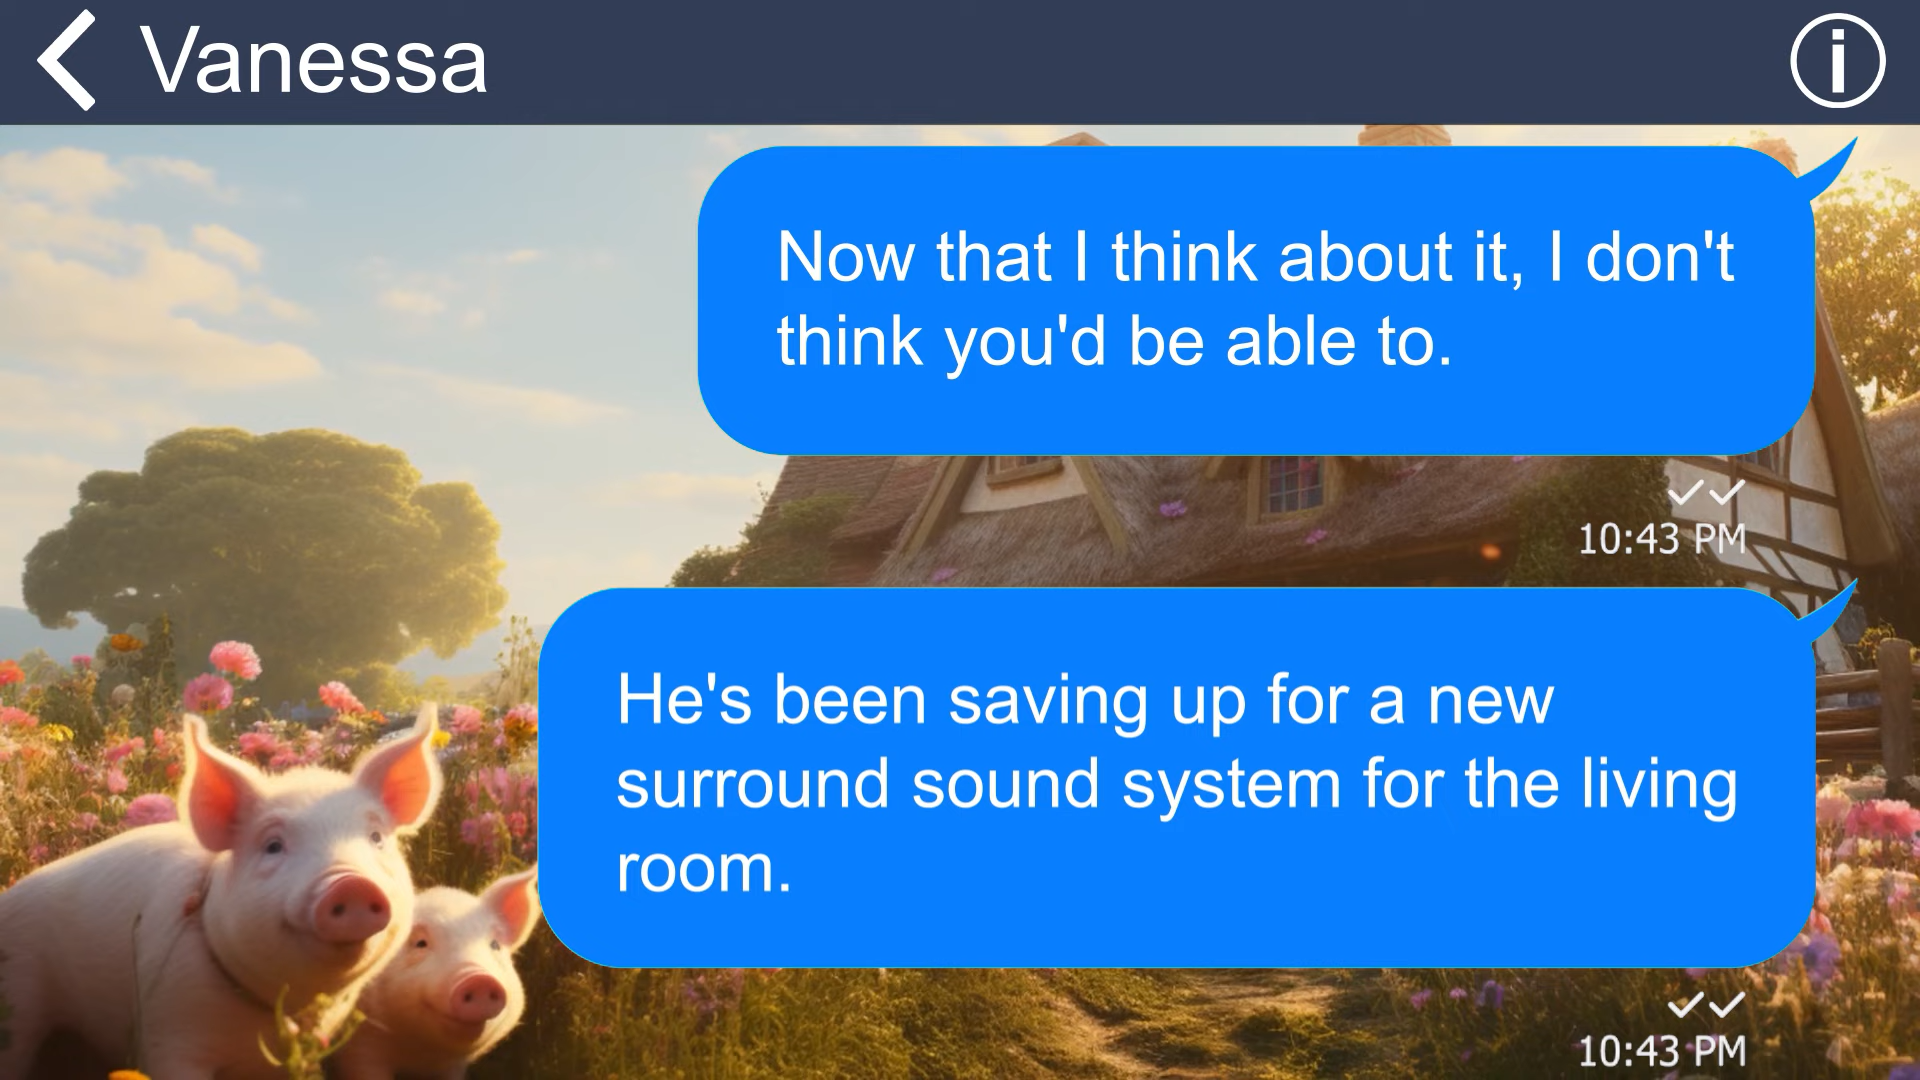 Vanessa
Now that I think about it, I don't
think you'd be able to.
10:43 PM
He's been saving up for a new
surround sound system for the living
room.
10:43 PM